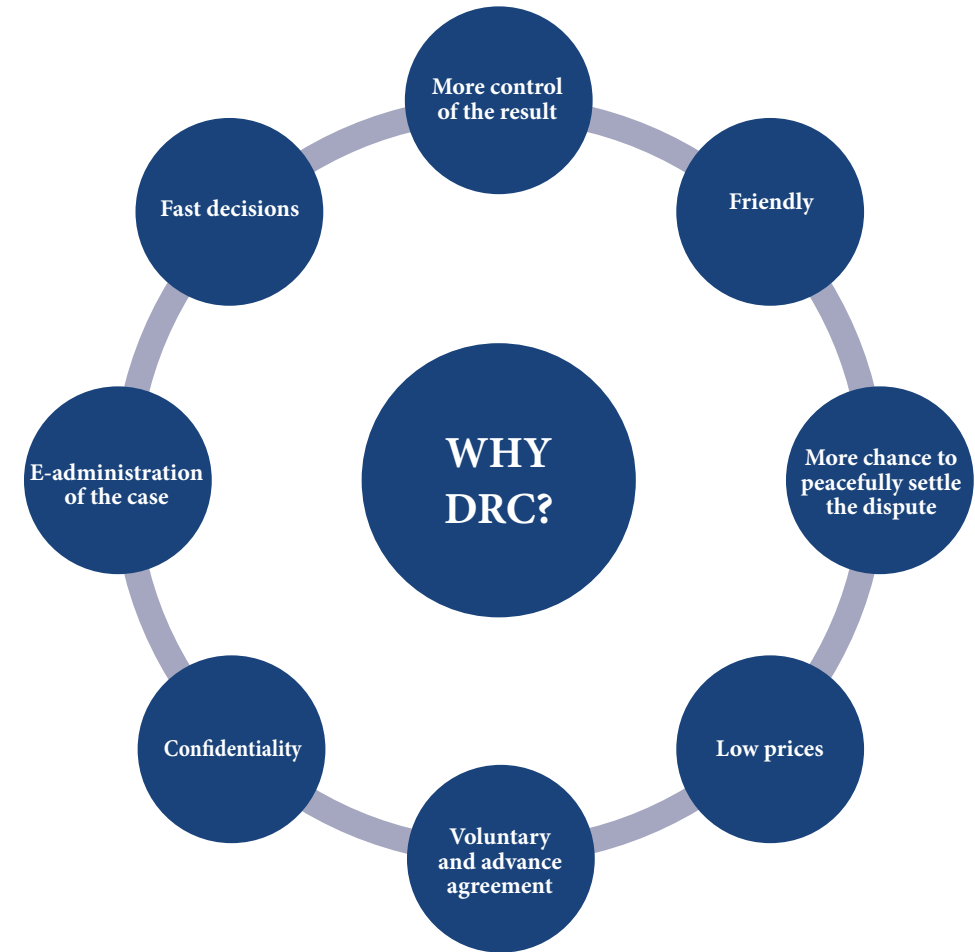 More control
of the result
Friendly
More chance to
peacefully settle
the dispute
Low prices
Voluntary
and advance
agreement
Confidentiality
E-administration
of the case
Fast decisions
WHY
DRC?